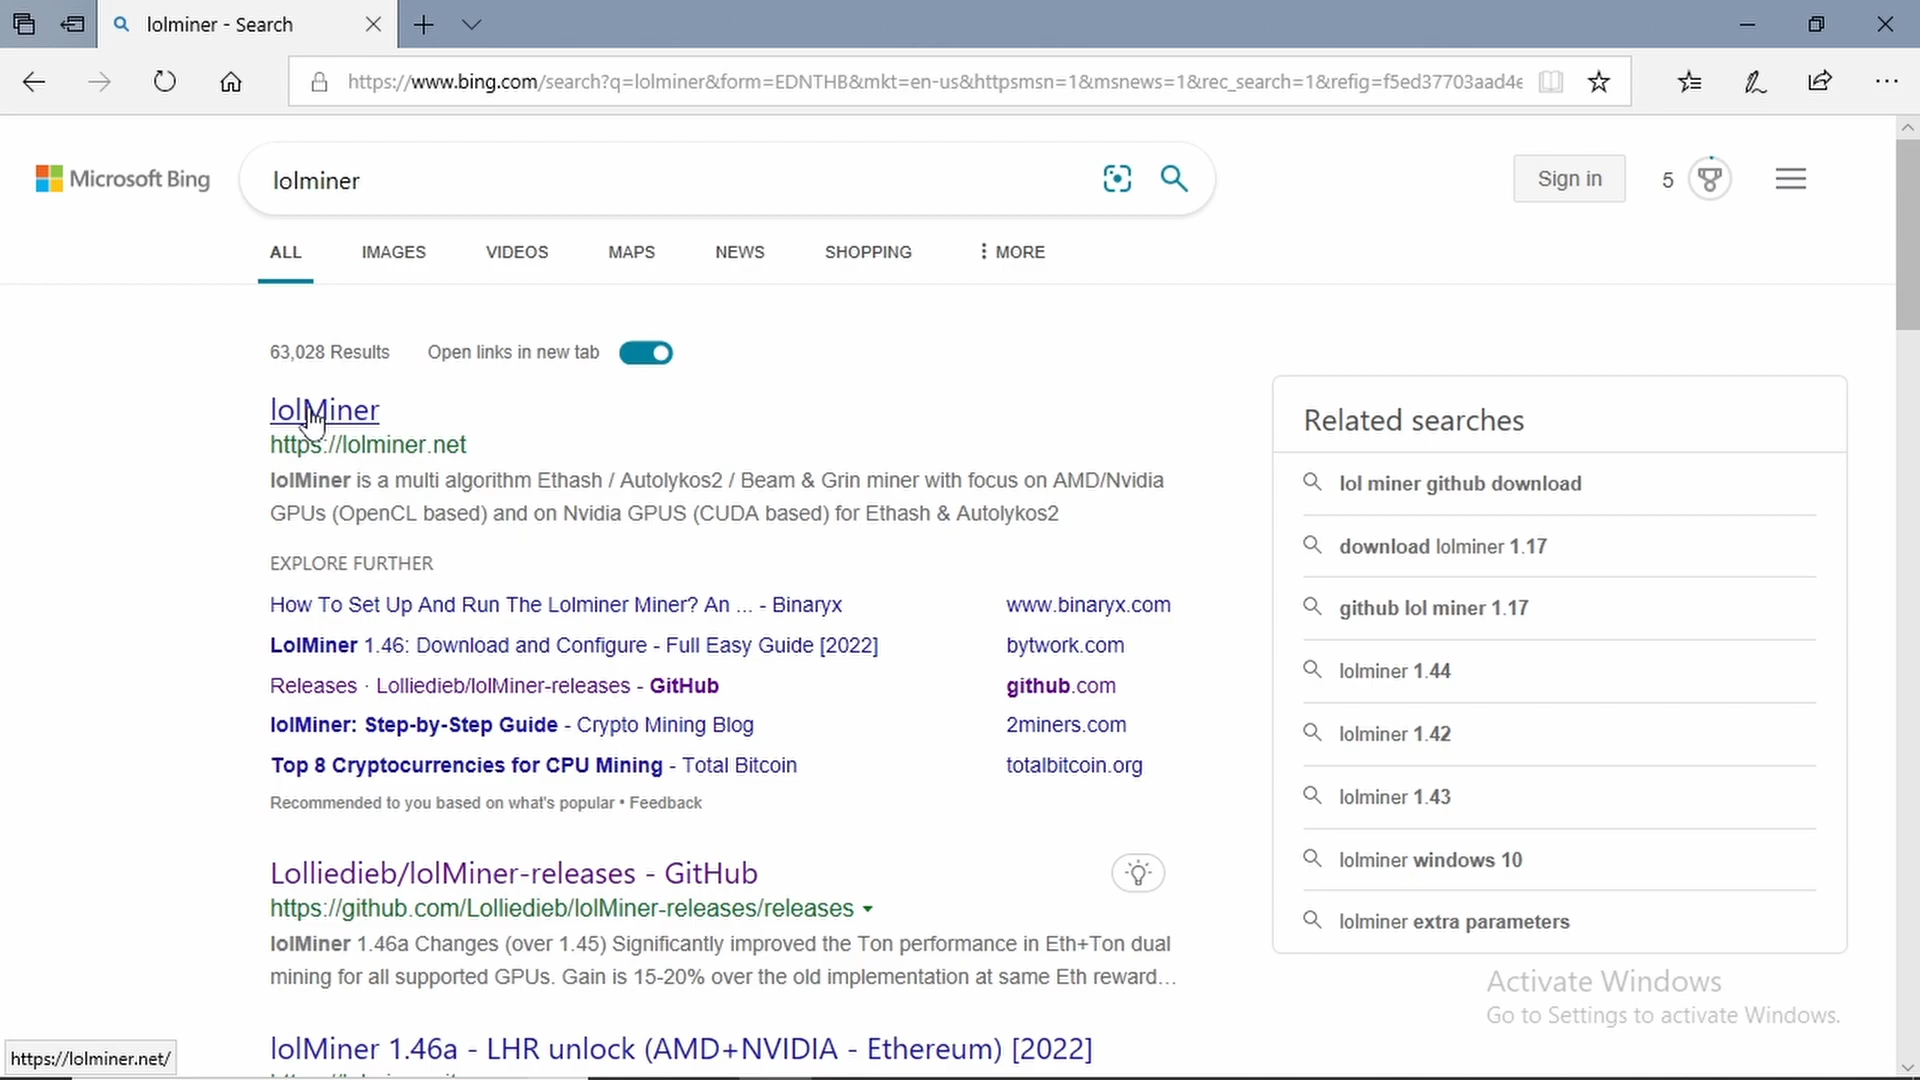 lolminer - Search
https://www.bing.com/search?q=lolminer&form=EDNTHB&mkt=en-us&httpsmsn=1&msnews=1&rec_search=1&refig=f5ed37703aad4e
Microsoft Bing
lolminer
Sign in
5
ALL IMAGES VIDEOS MAPS NEWS SHOPPING MORE
63,028 Results Open links in new tab
lolMiner
https://lolminer.net
lolMiner is a multi algorithm Ethash / Autolykos2 / Beam & Grin miner with focus on AMD/Nvidia
GPUs (OpenCL based) and on Nvidia GPUS (CUDA based) for Ethash & Autolykos2
EXPLORE FURTHER
How To Set Up And Run The Lolminer Miner? An ... - Binaryx www.binaryx.com
LolMiner 1.46: Download and Configure - Full Easy Guide [2022] bytwork.com
Releases · Lolliedieb/lolMiner-releases - GitHub github.com
lolMiner: Step-by-Step Guide - Crypto Mining Blog 2miners.com
Top 8 Cryptocurrencies for CPU Mining - Total Bitcoin totalbitcoin.org
Recommended to you based on what's popular • Feedback
Lolliedieb/lolMiner-releases - GitHub
https://github.com/Lolliedieb/lolMiner-releases/releases
lolMiner 1.46a Changes (over 1.45) Significantly improved the Ton performance in Eth+Ton dual
mining for all supported GPUs. Gain is 15-20% over the old implementation at same Eth reward...
lolMiner 1.46a - LHR unlock (AMD+NVIDIA - Ethereum) [2022]
Related searches
lol miner github download
download lolminer 1.17
github lol miner 1.17
lolminer 1.44
lolminer 1.42
lolminer 1.43
lolminer windows 10
lolminer extra parameters
Activate Windows
Go to Settings to activate Windows.
https://lolminer.net/